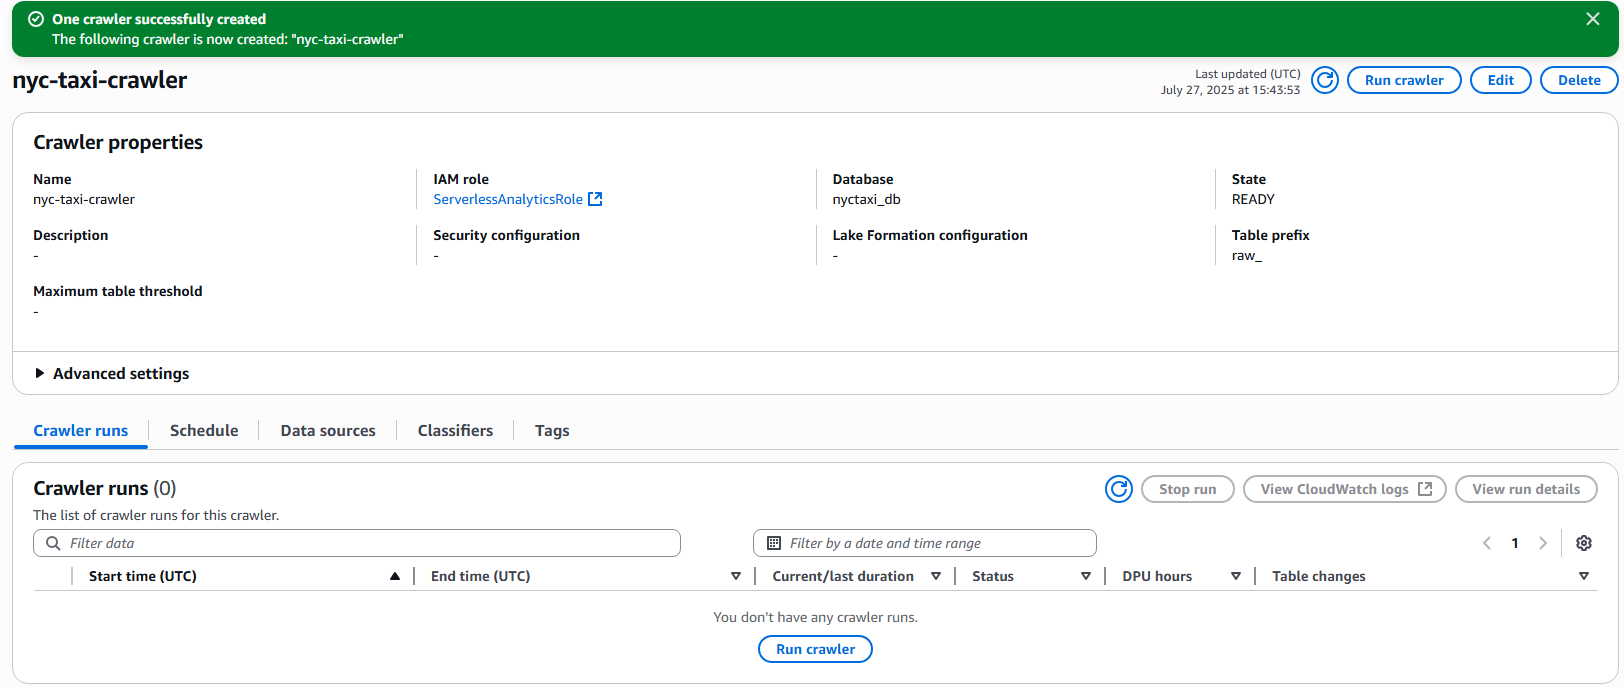 One crawler successfully created
The following crawler is now created: "nyc-taxi-crawler"
nyc-taxi-crawler
Last updated (UTC)
July 27, 2025 at 15:43:53
Run crawler
Edit
Delete
Crawler properties
Name
nyc-taxi-crawler
IAM role
ServerlessAnalyticsRole
Database
nyctaxi_db
State
READY
Description
-
Security configuration
-
Lake Formation configuration
-
Table prefix
raw_
Maximum table threshold
-
Advanced settings
Crawler runs
Schedule
Data sources
Classifiers
Tags
Crawler runs (0)
Stop run
View CloudWatch logs
View run details
The list of crawler runs for this crawler.
Filter data
Filter by a date and time range
1
Start time (UTC)
End time (UTC)
Current/last duration
Status
DPU hours
Table changes
You don't have any crawler runs.
Run crawler